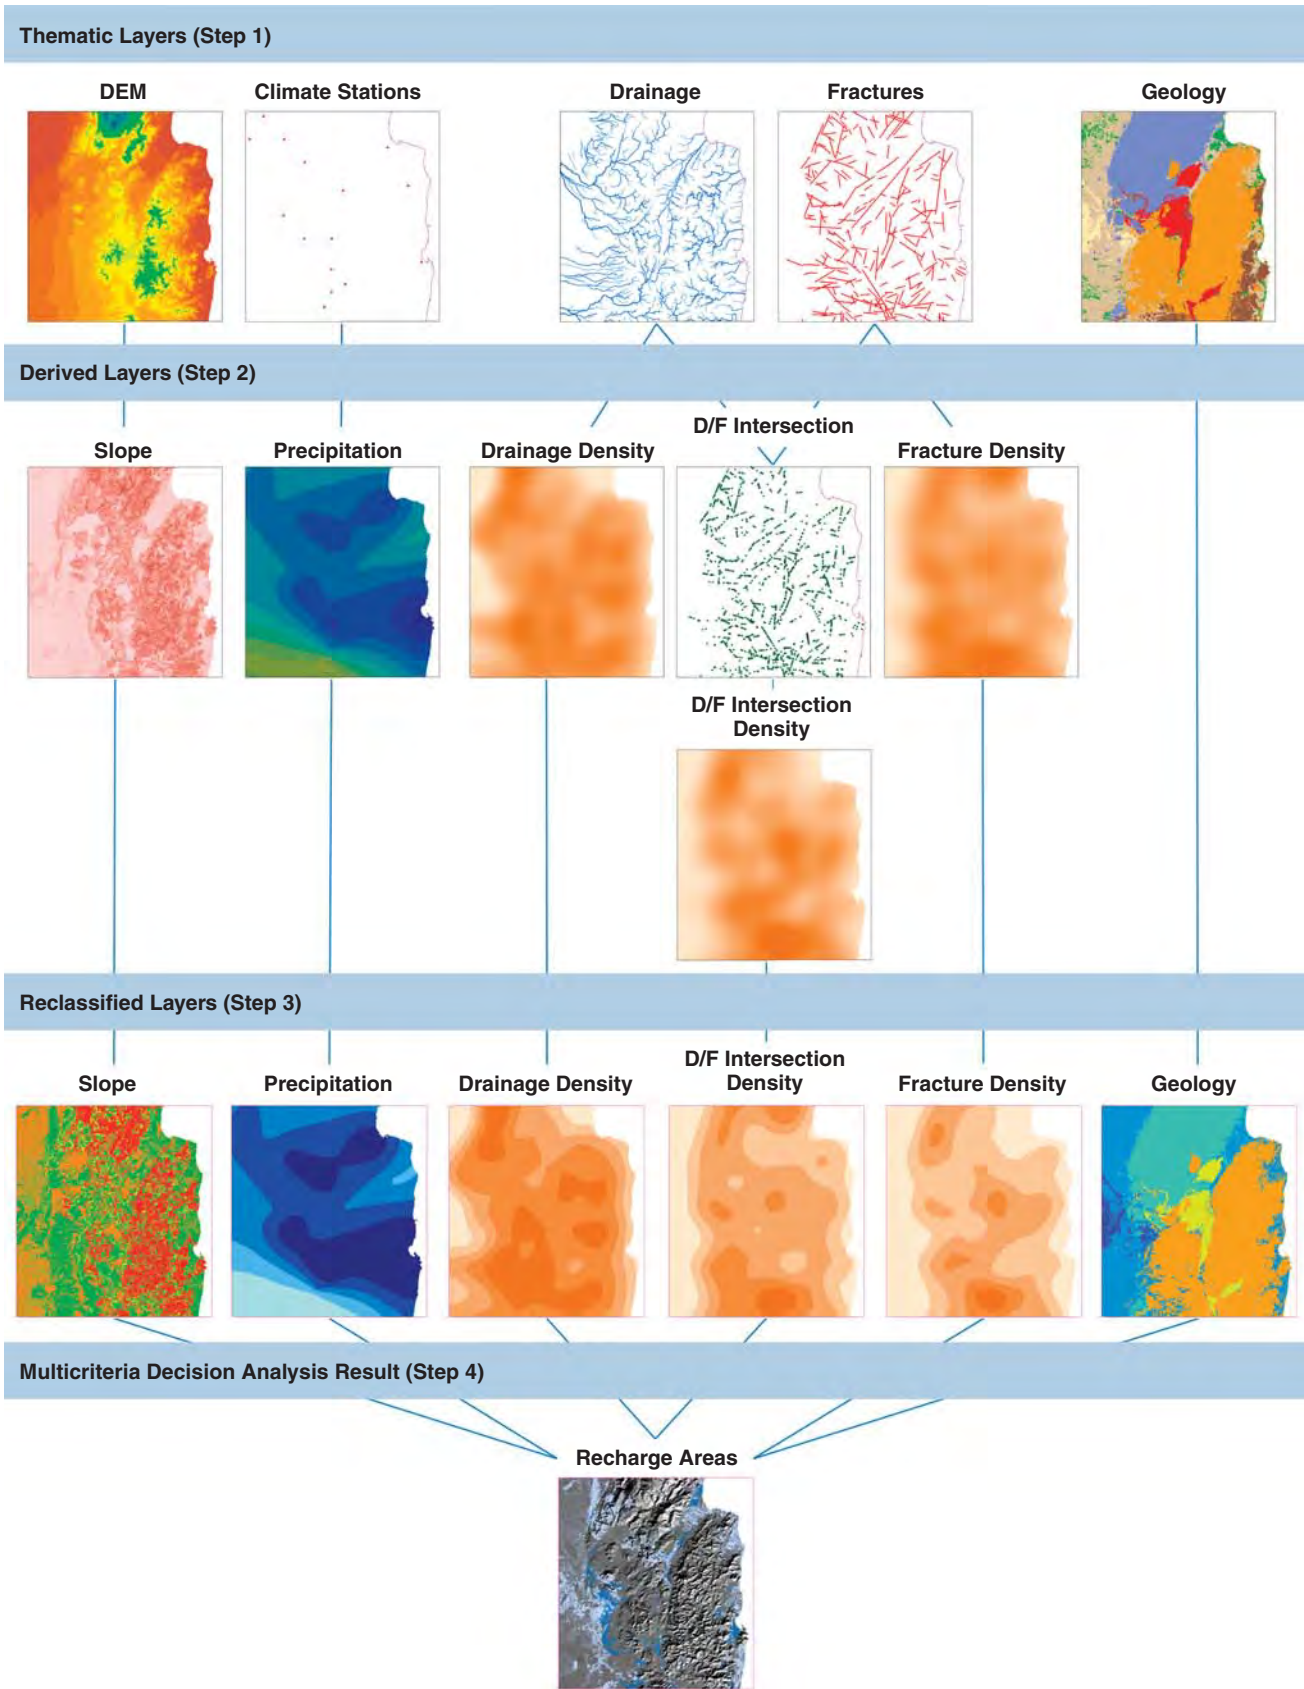 Thematic Layers (Step 1)
DEM
Climate Stations
Drainage
Fractures
Geology
Derived Layers (Step 2)
D/F Intersection
Slope
Precipitation
Drainage Density
Fracture Density
D/F Intersection
Density
Reclassified Layers (Step 3)
D/F Intersection
Density
Slope
Precipitation
Drainage Density
Fracture Density
Geology
Multicriteria Decision Analysis Result (Step 4)
Recharge Areas